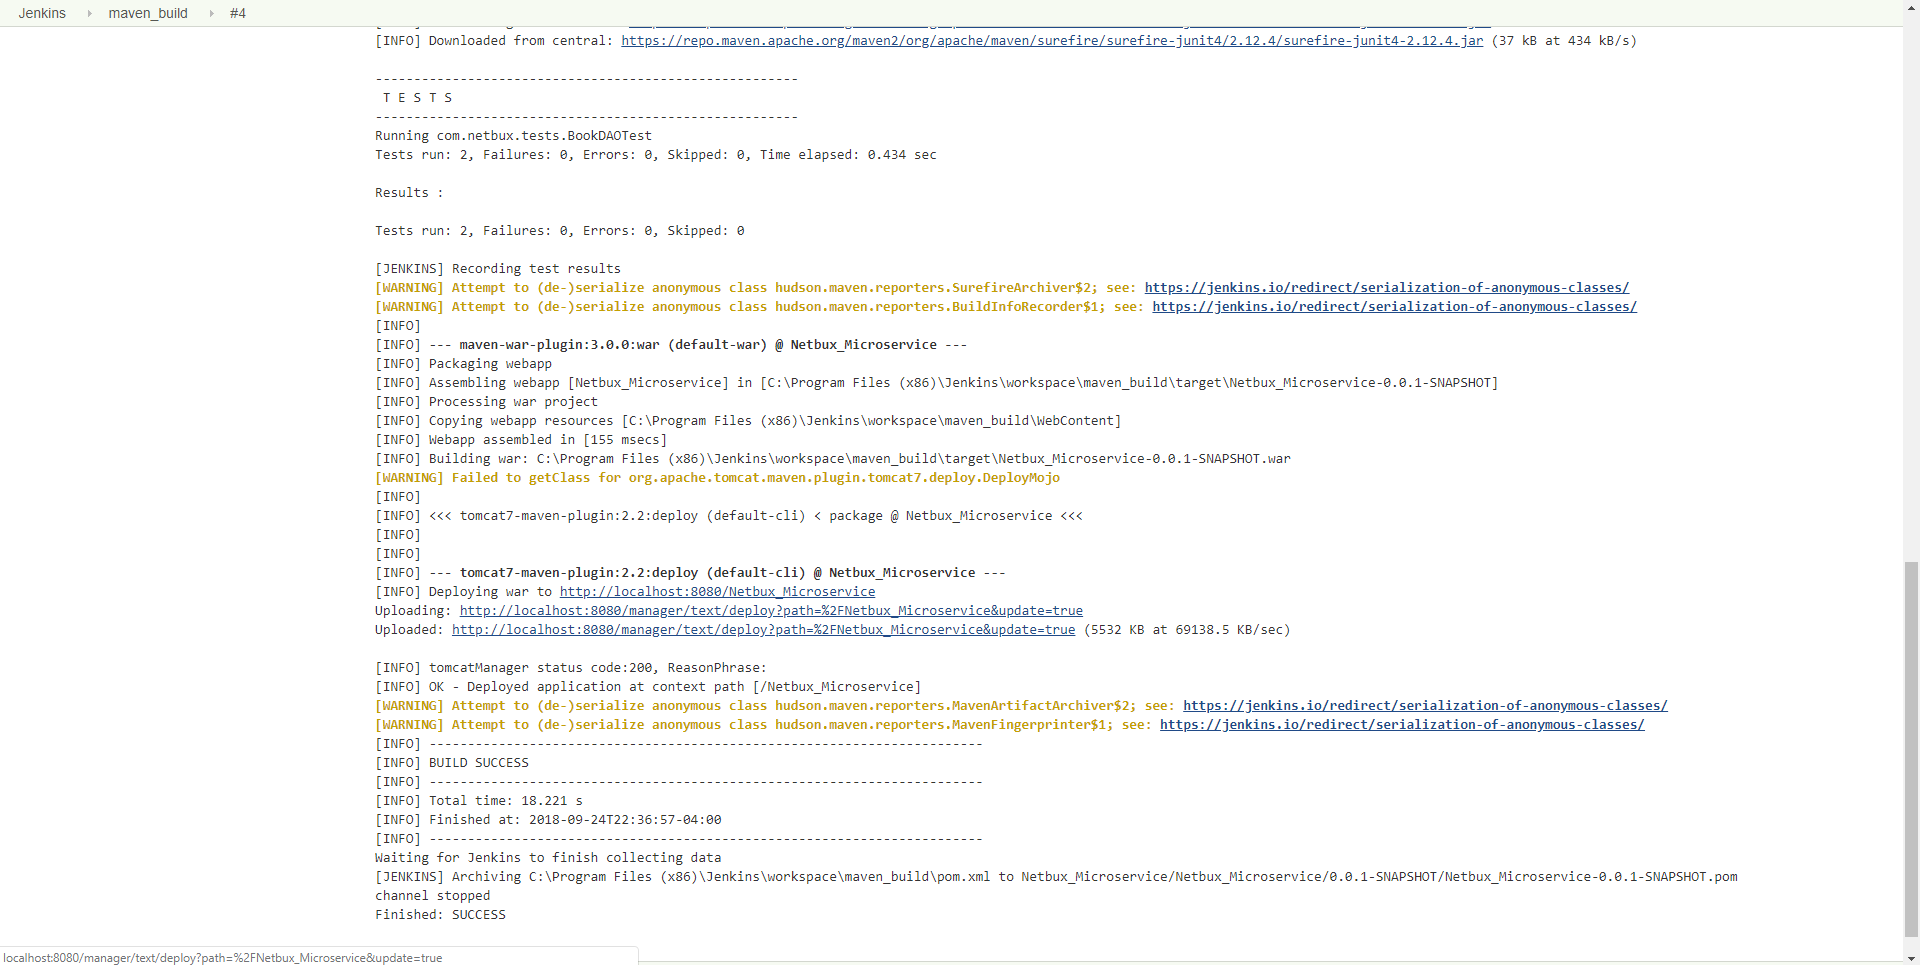 Jenkins maven_build #4
[INFO] Downloaded from central: https://repo.maven.apache.org/maven2/org/apache/maven/surefire/surefire-junit4/2.12.4/surefire-junit4-2.12.4.jar (37 kB at 434 kB/s)
-------------------------------------------------------
T E S T S
-------------------------------------------------------
Running com.netbux.tests.BookDAOTest
Tests run: 2, Failures: 0, Errors: 0, Skipped: 0, Time elapsed: 0.434 sec
Results :
Tests run: 2, Failures: 0, Errors: 0, Skipped: 0
[JENKINS] Recording test results
[WARNING] Attempt to (de-)serialize anonymous class hudson.maven.reporters.SurefireArchiver$2; see: https://jenkins.io/redirect/serialization-of-anonymous-classes/
[WARNING] Attempt to (de-)serialize anonymous class hudson.maven.reporters.BuildInfoRecorder$1; see: https://jenkins.io/redirect/serialization-of-anonymous-classes/
[INFO]
[INFO] --- maven-war-plugin:3.0.0:war (default-war) @ Netbux_Microservice ---
[INFO] Packaging webapp
[INFO] Assembling webapp [Netbux_Microservice] in [C:\Program Files (x86)\Jenkins\workspace\maven_build\target\Netbux_Microservice-0.0.1-SNAPSHOT]
[INFO] Processing war project
[INFO] Copying webapp resources [C:\Program Files (x86)\Jenkins\workspace\maven_build\WebContent]
[INFO] Webapp assembled in [155 msecs]
[INFO] Building war: C:\Program Files (x86)\Jenkins\workspace\maven_build\target\Netbux_Microservice-0.0.1-SNAPSHOT.war
[WARNING] Failed to getClass for org.apache.tomcat.maven.plugin.tomcat7.deploy.DeployMojo
[INFO]
[INFO] <<< tomcat7-maven-plugin:2.2:deploy (default-cli) < package @ Netbux_Microservice <<<
[INFO]
[INFO]
[INFO] --- tomcat7-maven-plugin:2.2:deploy (default-cli) @ Netbux_Microservice ---
[INFO] Deploying war to http://localhost:8080/Netbux_Microservice
Uploading: http://localhost:8080/manager/text/deploy?path=%2FNetbux_Microservice&update=true
Uploaded: http://localhost:8080/manager/text/deploy?path=%2FNetbux_Microservice&update=true (5532 KB at 69138.5 KB/sec)
[INFO] tomcatManager status code:200, ReasonPhrase:
[INFO] OK - Deployed application at context path [/Netbux_Microservice]
[WARNING] Attempt to (de-)serialize anonymous class hudson.maven.reporters.MavenArtifactArchiver$2; see: https://jenkins.io/redirect/serialization-of-anonymous-classes/
[WARNING] Attempt to (de-)serialize anonymous class hudson.maven.reporters.MavenFingerprinter$1; see: https://jenkins.io/redirect/serialization-of-anonymous-classes/
[INFO] ------------------------------------------------------------------------
[INFO] BUILD SUCCESS
[INFO] ------------------------------------------------------------------------
[INFO] Total time: 18.221 s
[INFO] Finished at: 2018-09-24T22:36:57-04:00
[INFO] ------------------------------------------------------------------------
Waiting for Jenkins to finish collecting data
[JENKINS] Archiving C:\Program Files (x86)\Jenkins\workspace\maven_build\pom.xml to Netbux_Microservice/Netbux_Microservice/0.0.1-SNAPSHOT/Netbux_Microservice-0.0.1-SNAPSHOT.pom
channel stopped
Finished: SUCCESS
localhost:8080/manager/text/deploy?path=%2FNetbux_Microservice&update=true